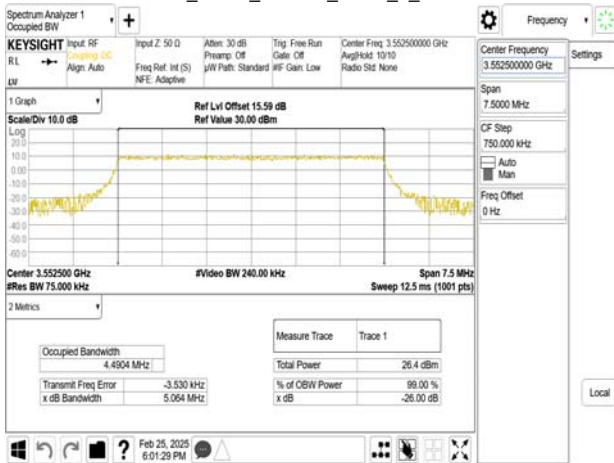 Spectrum Analyzer 1
Occupied BW
+
Frequency
KEYSIGHT
RL
LW
Input: RF
Coupling: DC
Align: Auto
Input Z: 50 Ω
Freq Ref: Int (S)
NFE: Adaptive
Atten: 30 dB
Preamp: Off
µW Path: Standard
Trig: Free Run
Gate: Off
#IF Gain: Low
Center Freq: 3.552500000 GHz
Avg|Hold: 10/10
Radio Std: None
Center Frequency
3.552500000 GHz
Settings
Span
7.5000 MHz
CF Step
750.000 kHz
Auto
Man
Freq Offset
0 Hz
Local
1 Graph
Scale/Div 10.0 dB
Ref Lvl Offset 15.59 dB
Ref Value 30.00 dBm
Log
20.0
10.0
0.00
-10.0
-20.0
-30.0
-40.0
-50.0
-60.0
Center 3.552500 GHz
#Res BW 75.000 kHz
#Video BW 240.00 kHz
Span 7.5 MHz
Sweep 12.5 ms (1001 pts)
2 Metrics
Measure Trace Trace 1
Occupied Bandwidth
4.4904 MHz
Total Power 26.4 dBm
Transmit Freq Error -3.530 kHz
% of OBW Power 99.00 %
x dB Bandwidth 5.064 MHz
x dB -26.00 dB
?
Feb 25, 2025
6:01:29 PM